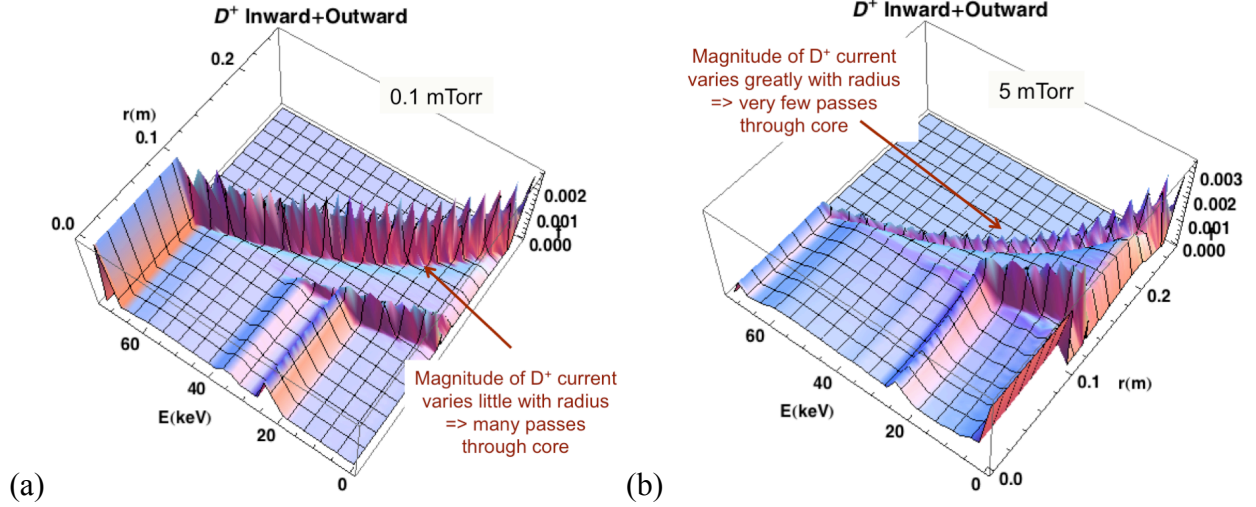 D⁺ Inward+Outward
0.2
r(m)
0.1
0.0
0.1 mTorr
0.002
0.001
0.000
I
60
40
E(keV)
20
0
Magnitude of D⁺ current
varies little with radius
=> many passes
through core
(a)
D⁺ Inward+Outward
Magnitude of D⁺ current
varies greatly with radius
=> very few passes
through core
5 mTorr
0.003
0.002
0.001
I
0.000
0.2
0.1
r(m)
0.0
60
40
E(keV)
20
0
(b)